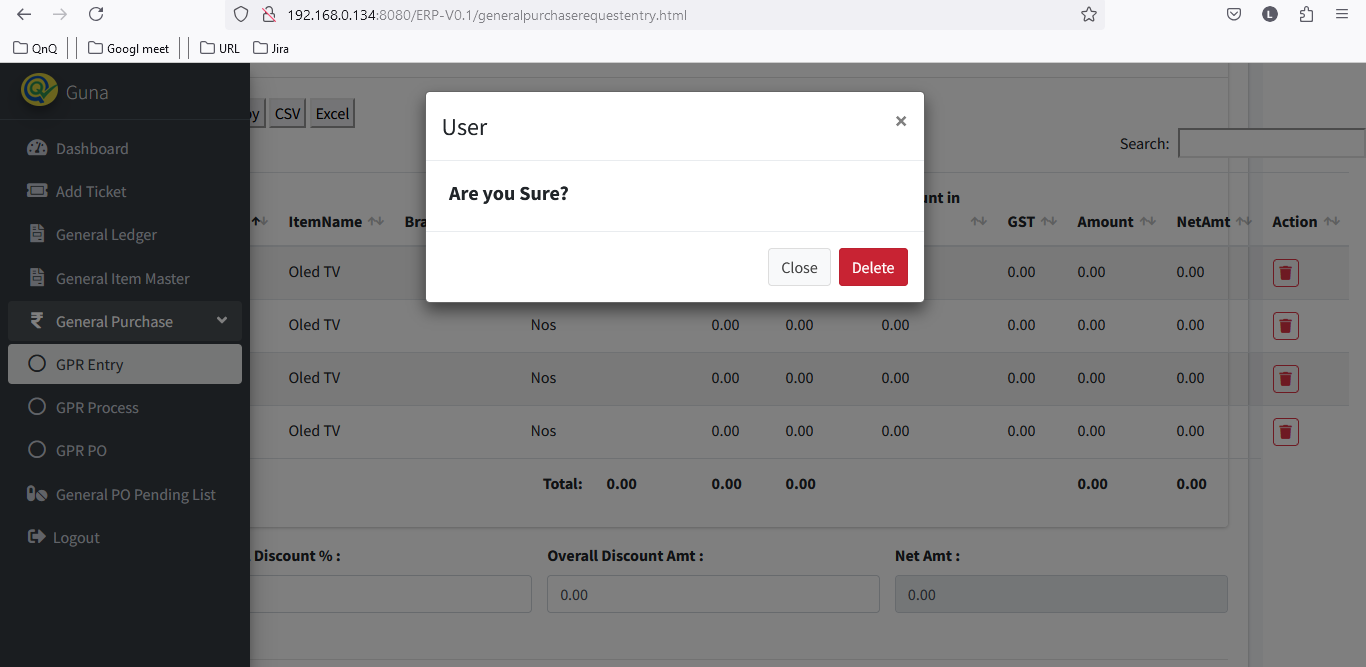 192.168.0.134:8080/ERP-V0.1/generalpurchaserequestentry.html
L
QnQ Googl meet URL Jira
Guna
Dashboard
Add Ticket
General Ledger
General Item Master
General Purchase
GPR Entry
GPR Process
GPR PO
General PO Pending List
Logout
py CSV Excel
Search:
User ×
Are you Sure?
Close Delete
ItemName Bra nt in GST Amount NetAmt Action
Oled TV 0.00 0.00 0.00
Oled TV Nos 0.00 0.00 0.00 0.00 0.00 0.00
Oled TV Nos 0.00 0.00 0.00 0.00 0.00 0.00
Oled TV Nos 0.00 0.00 0.00 0.00 0.00 0.00
Total: 0.00 0.00 0.00 0.00 0.00
Discount % : Overall Discount Amt : Net Amt :
0.00 0.00